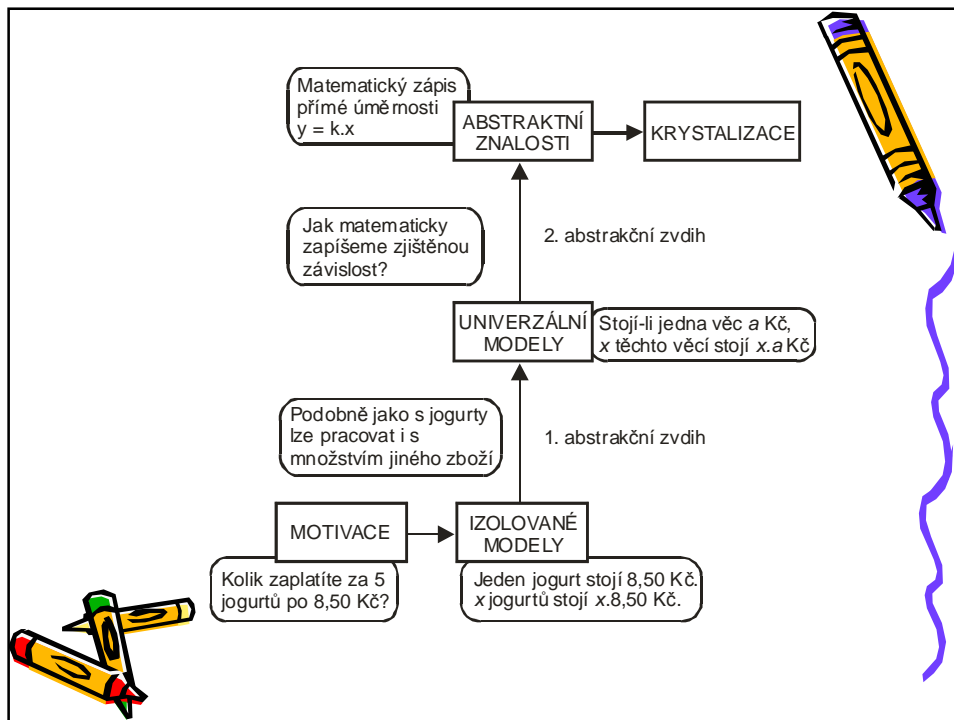 Matematický zápis
přímé úměrnosti
y = k.x
ABSTRAKTNÍ
ZNALOSTI
KRYSTALIZACE
Jak matematicky
zapíšeme zjištěnou
závislost?
2. abstrakční zvdih
UNIVERZÁLNÍ
MODELY
Stojí-li jedna věc a Kč,
x těchto věcí stojí x.a Kč
Podobně jako s jogurty
lze pracovat i s
množstvím jiného zboží
1. abstrakční zvdih
MOTIVACE
IZOLOVANÉ
MODELY
Kolik zaplatíte za 5
jogurtů po 8,50 Kč?
Jeden jogurt stojí 8,50 Kč.
x jogurtů stojí x.8,50 Kč.